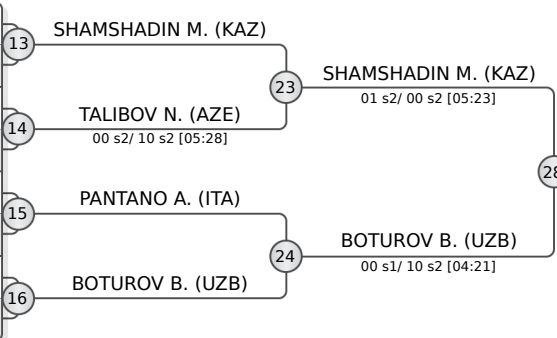 SHAMSHADIN M. (KAZ)
13
23
SHAMSHADIN M. (KAZ)
01 s2/ 00 s2 [05:23]
TALIBOV N. (AZE)
14
00 s2/ 10 s2 [05:28]
28
PANTANO A. (ITA)
15
24
BOTUROV B. (UZB)
00 s1/ 10 s2 [04:21]
BOTUROV B. (UZB)
16